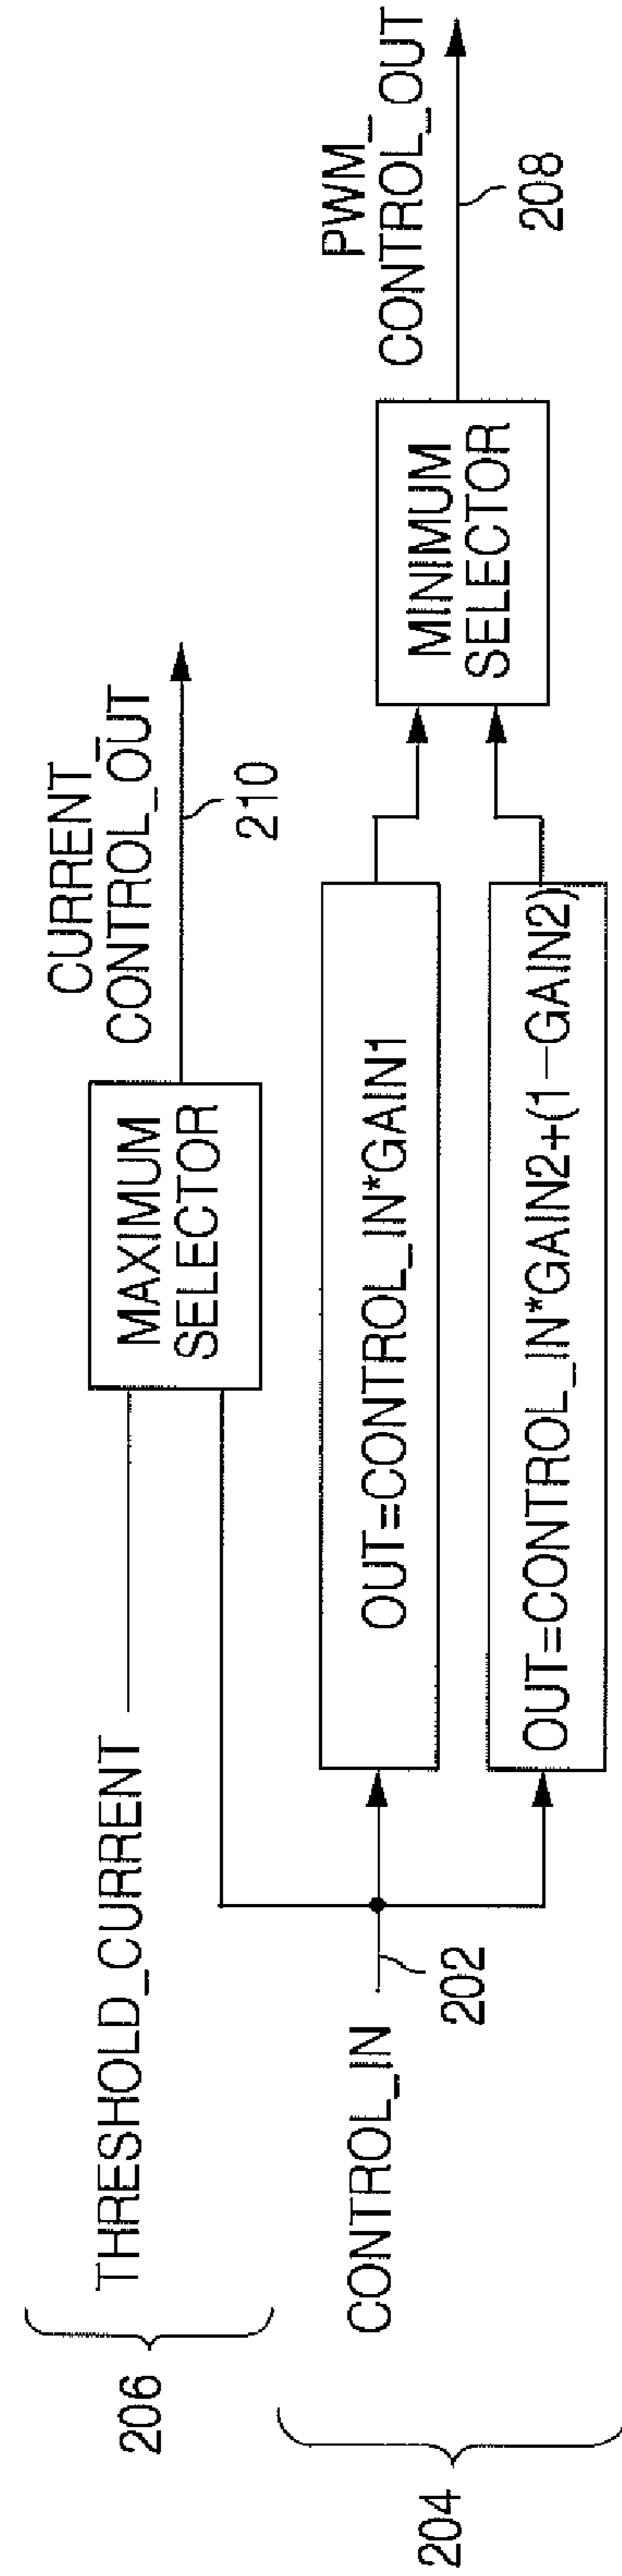 206
THRESHOLD_CURRENT
MAXIMUM
SELECTOR
CURRENT_
CONTROL_OUT
210
204
CONTROL_IN
202
OUT=CONTROL_IN*GAIN1
OUT=CONTROL_IN*GAIN2+(1-GAIN2)
MINIMUM
SELECTOR
PWM_
CONTROL_OUT
208